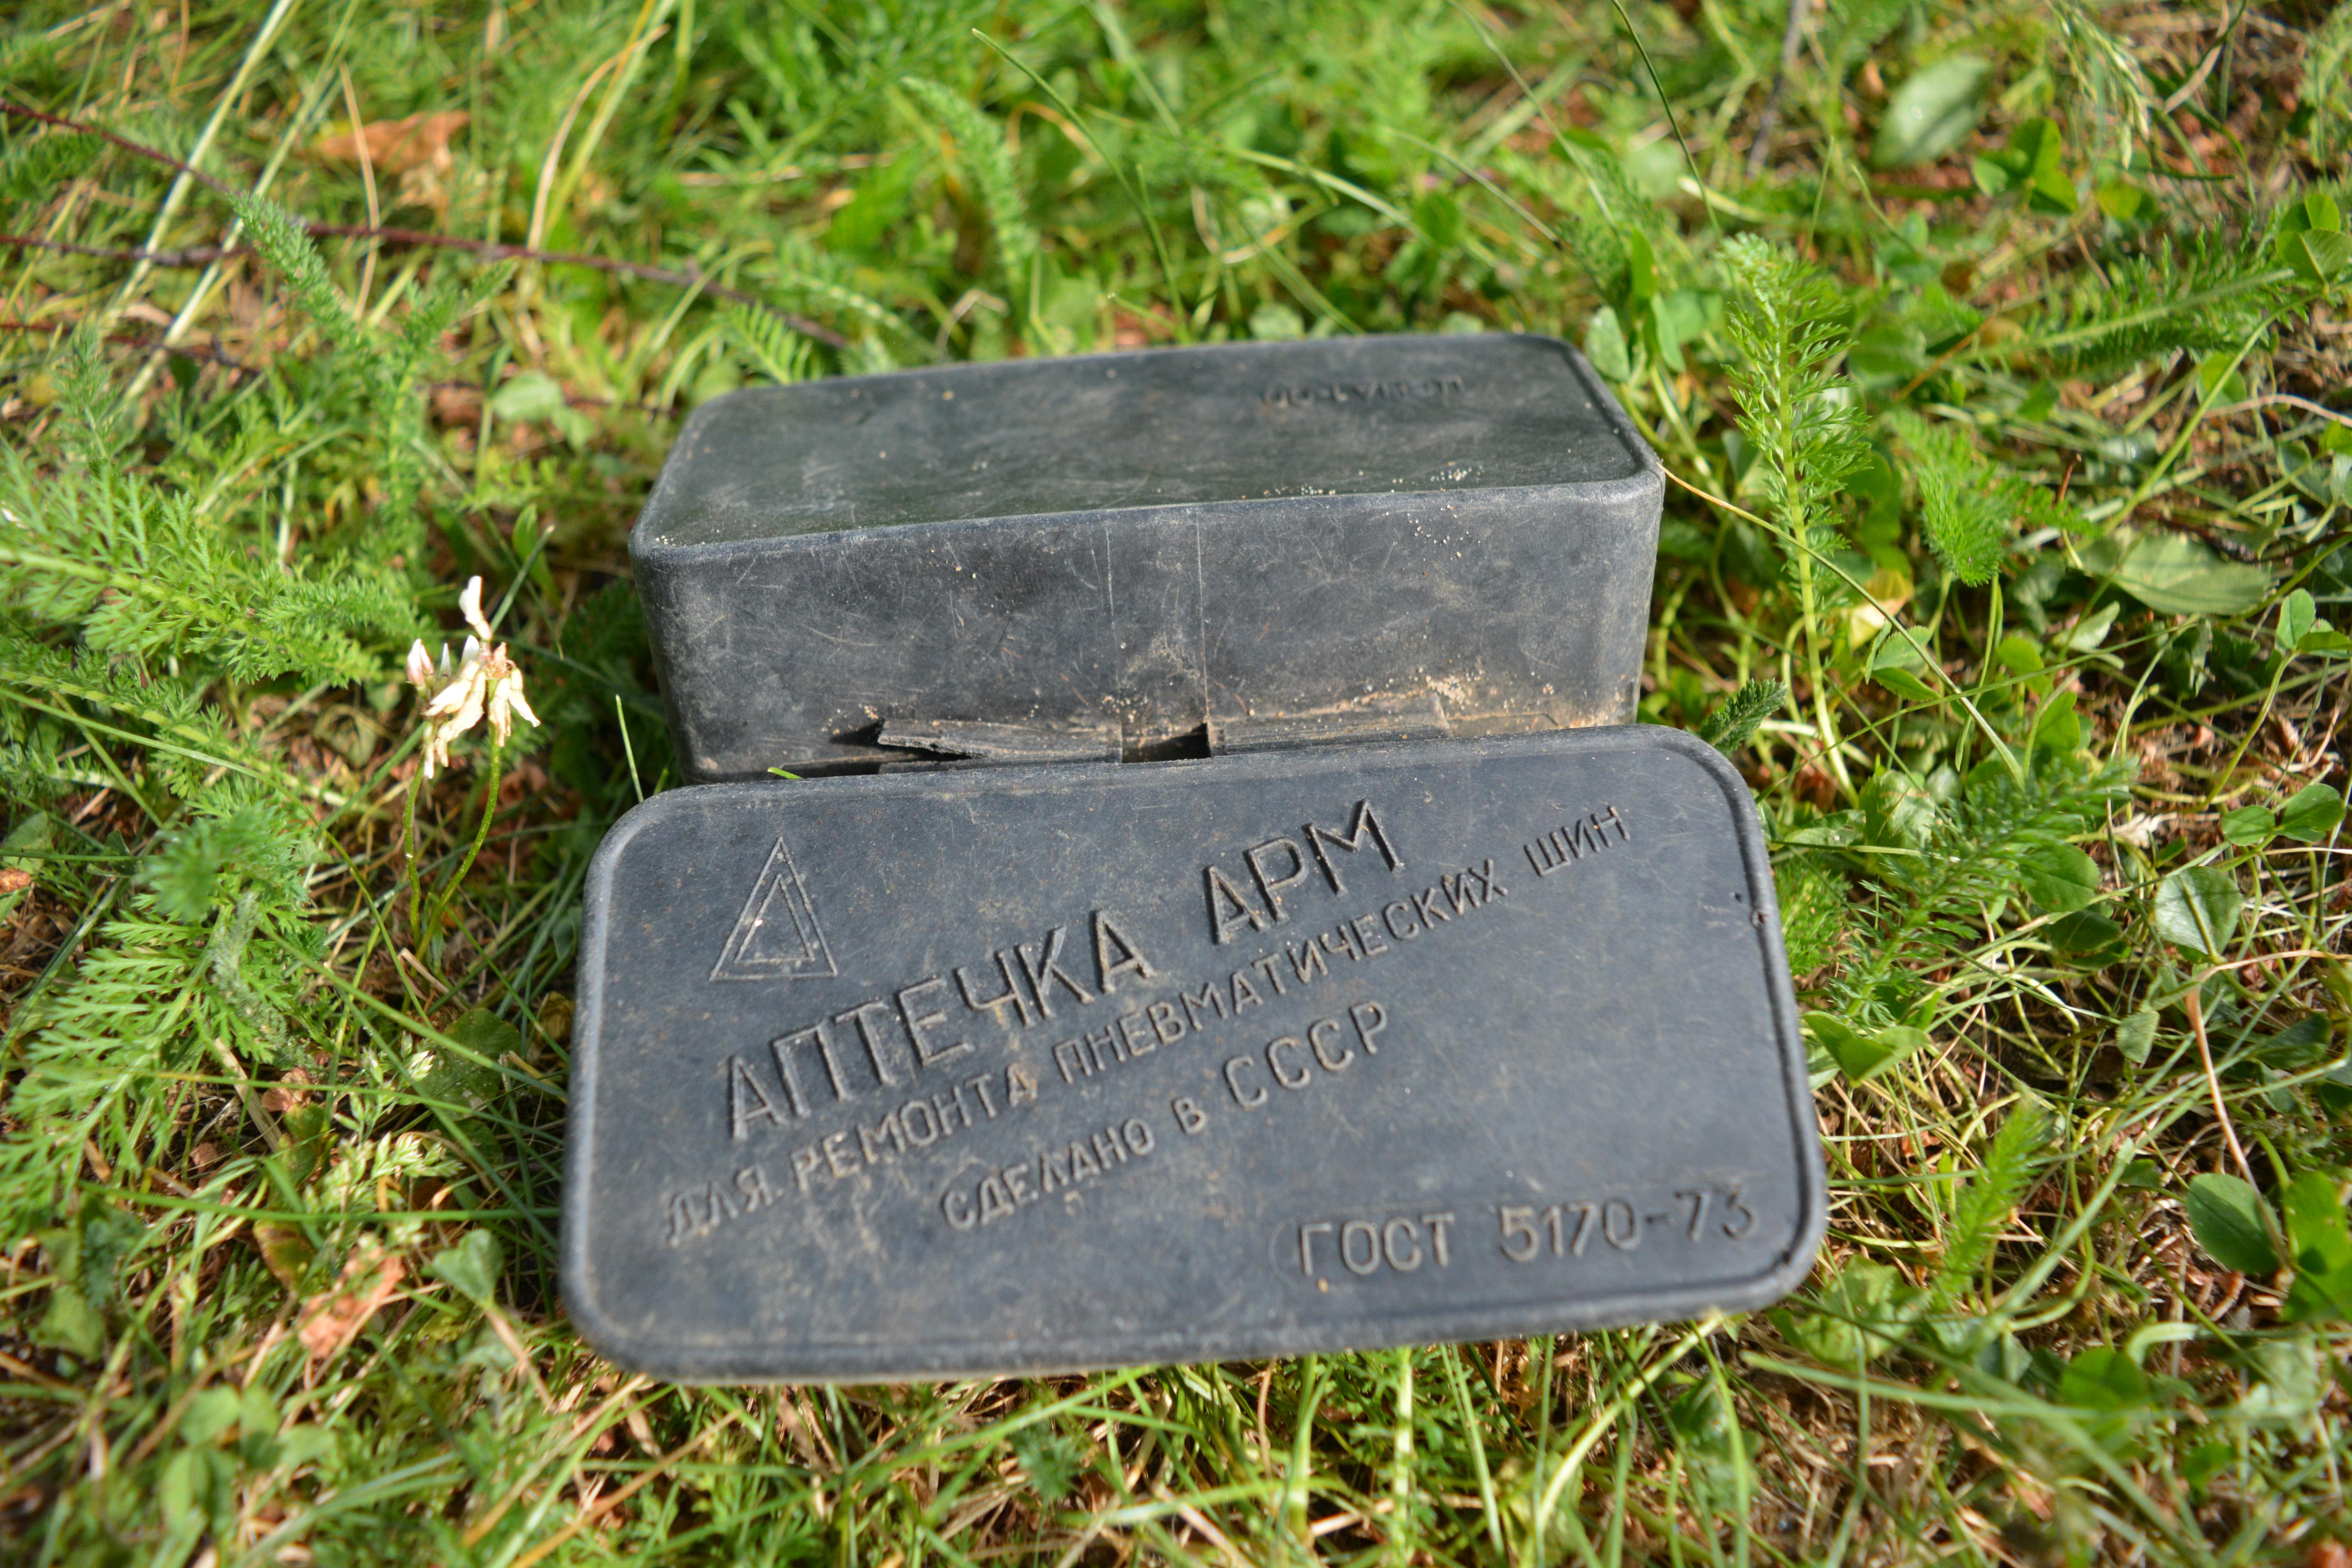 АПТЕЧКА АРМ
ДЛЯ РЕМОНТА ПНЕВМАТИЧЕСКИХ ШИН
СДЕЛАНО В СССР
ГОСТ 5170-73